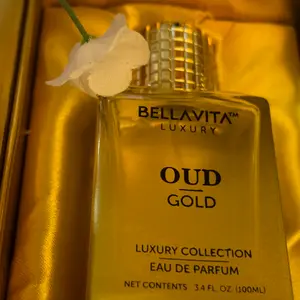 BELLAVITA™
LUXURY
OUD
GOLD
LUXURY COLLECTION
EAU DE PARFUM
NET CONTENTS 3.4 FL. OZ. (100ML)